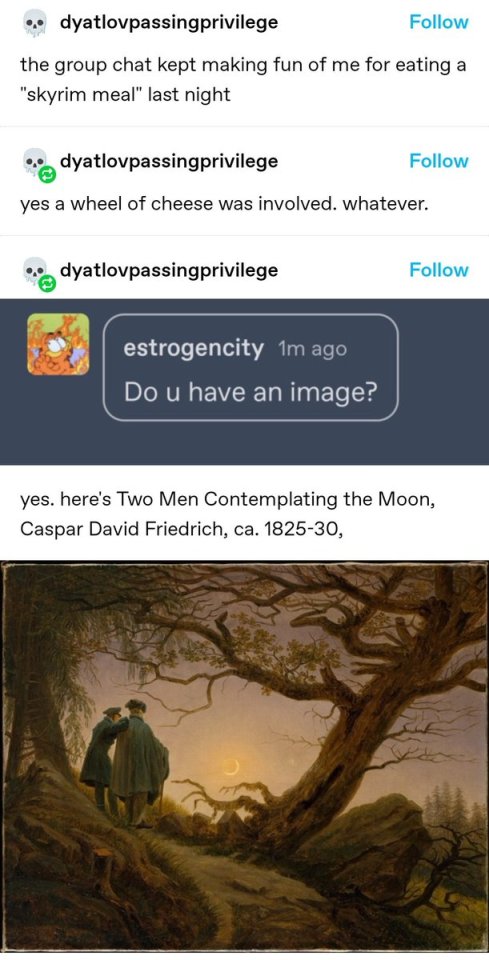 dyatlovpassingprivilege Follow
the group chat kept making fun of me for eating a
"skyrim meal" last night
dyatlovpassingprivilege Follow
yes a wheel of cheese was involved. whatever.
dyatlovpassingprivilege Follow
estrogencity 1m ago
Do u have an image?
yes. here's Two Men Contemplating the Moon,
Caspar David Friedrich, ca. 1825-30,